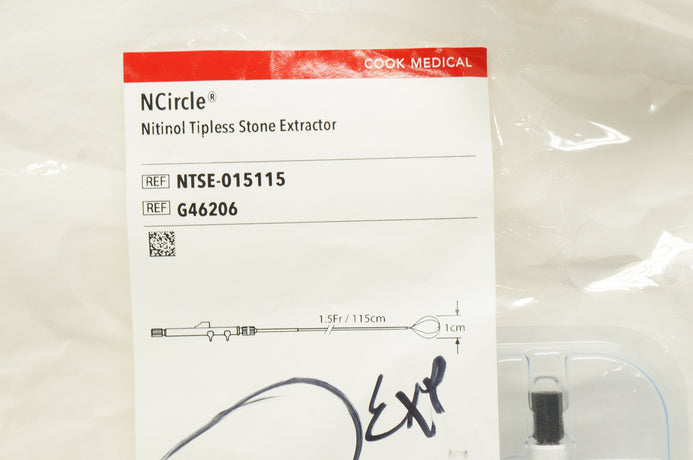 COOK MEDICAL
NCircle®
Nitinol Tipless Stone Extractor
REF NTSE-015115
REF G46206
1.5Fr / 115cm
1cm
Exp